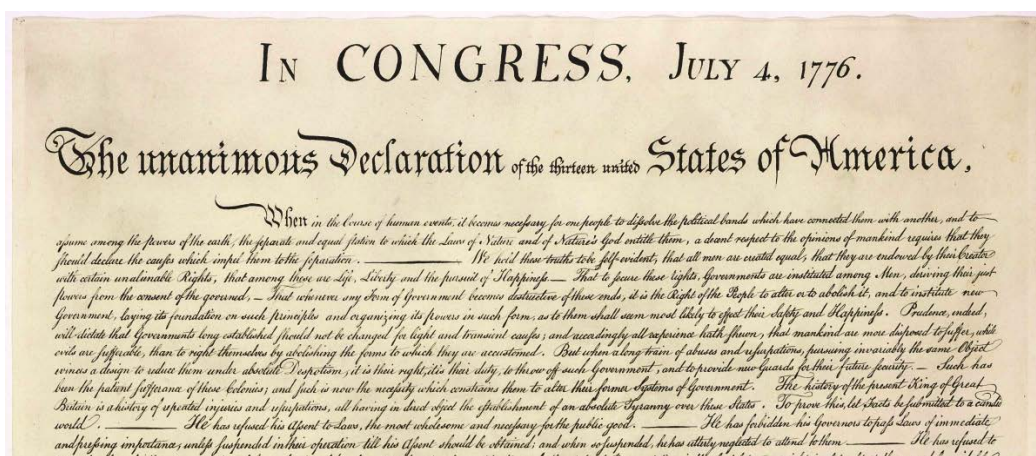 IN CONGRESS, JULY 4, 1776.
The unanimous Declaration of the thirteen united States of America,
When in the Course of human events, it becomes necessary for one people to dissolve the political bands which have connected them with another, and to
assume among the powers of the earth, the separate and equal station to which the Laws of Nature and of Nature's God entitle them, a decent respect to the opinions of mankind requires that they
should declare the causes which impel them to the separation. — We hold these truths to be self-evident, that all men are created equal, that they are endowed by their Creator
with certain unalienable Rights, that among these are Life, Liberty and the pursuit of Happiness — That to secure these rights, Governments are instituted among Men, deriving their just
powers from the consent of the governed, — That whenever any Form of Government becomes destructive of these ends, it is the Right of the People to alter or to abolish it, and to institute new
Government, laying its foundation on such principles and organizing its powers in such form, as to them shall seem most likely to effect their Safety and Happiness. Prudence, indeed,
will dictate that Governments long established should not be changed for light and transient causes; and accordingly all experience hath shewn, that mankind are more disposed to suffer, while
evils are sufferable, than to right themselves by abolishing the forms to which they are accustomed. But when a long train of abuses and usurpations, pursuing invariably the same Object
evinces a design to reduce them under absolute Despotism, it is their right, it is their duty, to throw off such Government, and to provide new Guards for their future security. — Such has
been the patient sufferance of these Colonies; and such is now the necessity which constrains them to alter their former Systems of Government. The history of the present King of Great
Britain is a history of repeated injuries and usurpations, all having in direct object the establishment of an absolute Tyranny over these States. To prove this, let Facts be submitted to a candid
world. — He has refused his Assent to Laws, the most wholesome and necessary for the public good. — He has forbidden his Governors to pass Laws of immediate
and pressing importance, unless suspended in their operation till his Assent should be obtained; and when so suspended, he has utterly neglected to attend to them — He has refused to